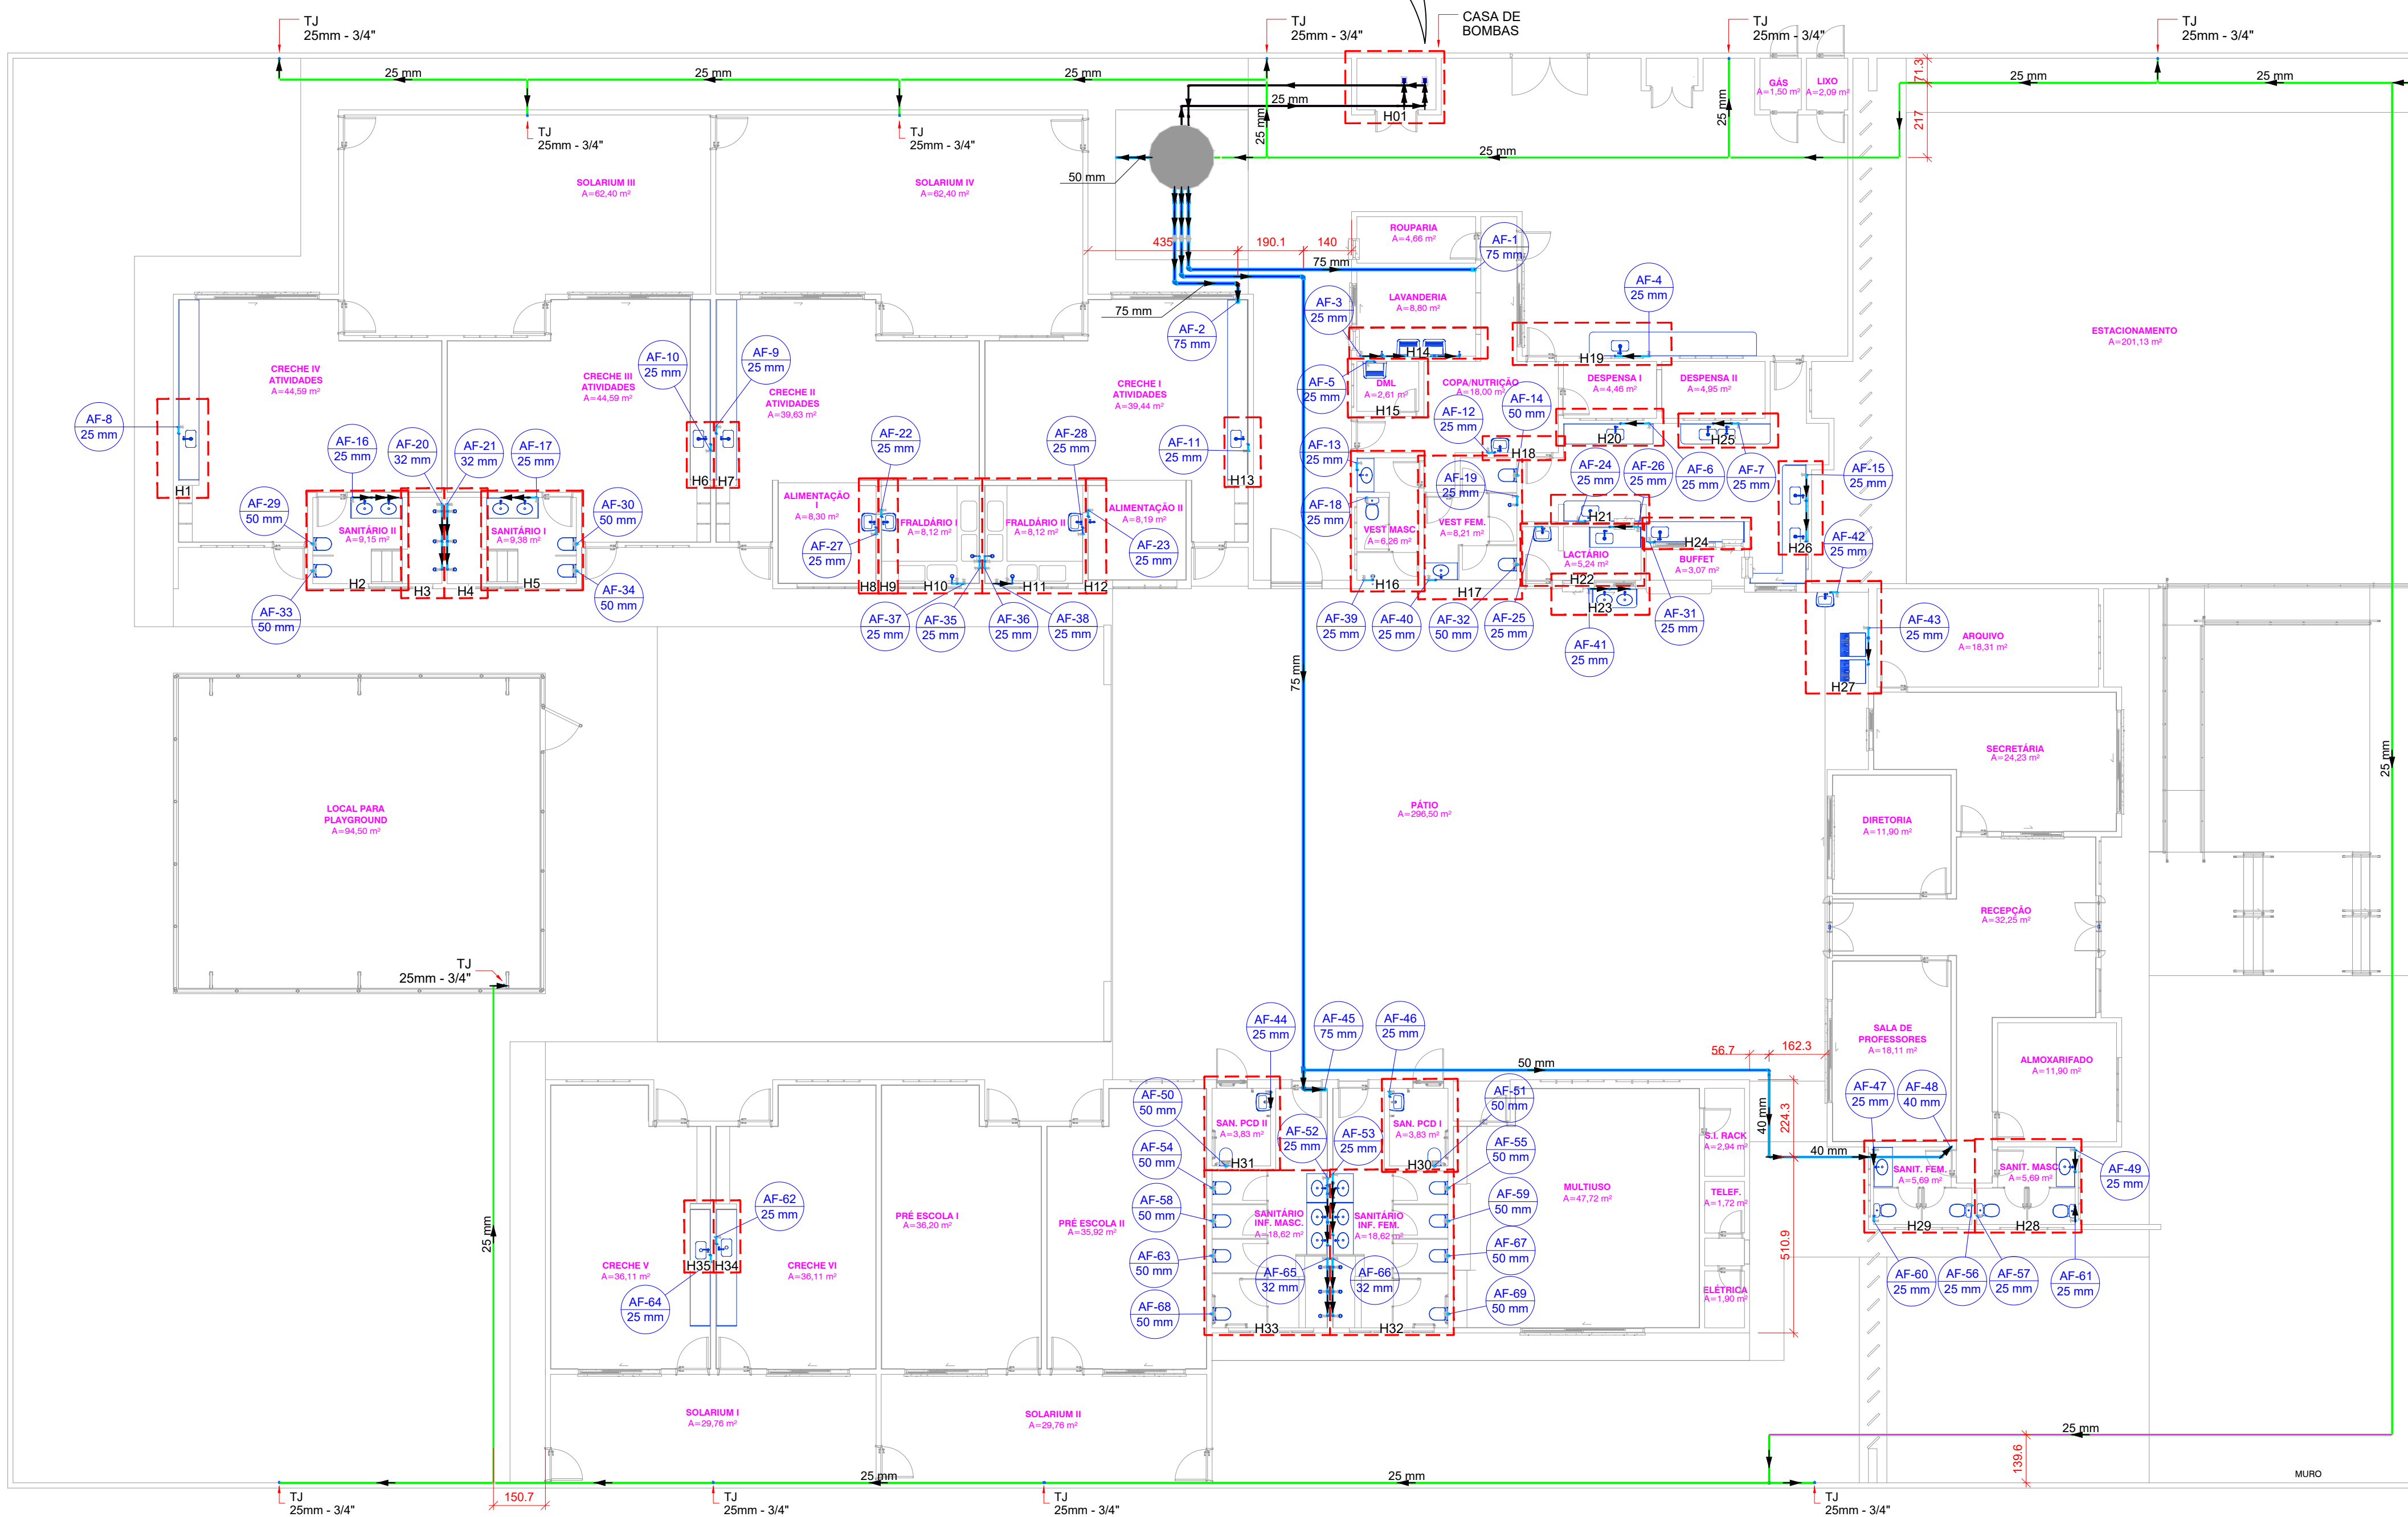 TJ
25mm - 3/4"
TJ
25mm - 3/4"
CASA DE
BOMBAS
TJ
25mm - 3/4"
TJ
25mm - 3/4"
25 mm
25 mm
25 mm
25 mm
25 mm
71.3
GÁS
A=1,50 m²
LIXO
A=2,09 m²
25 mm
H01
25 mm
25 mm
217
TJ
25mm - 3/4"
TJ
25mm - 3/4"
25 mm
50 mm
SOLARIUM III
A=62,40 m²
SOLARIUM IV
A=62,40 m²
ROUPARIA
A=4,66 m²
435
190.1
140
AF-1
75 mm
75 mm
AF-4
25 mm
LAVANDERIA
A=8,80 m²
AF-3
25 mm
75 mm
AF-2
75 mm
ESTACIONAMENTO
A=201,13 m²
H14
H19
AF-10
25 mm
AF-9
25 mm
CRECHE IV
ATIVIDADES
A=44,59 m²
CRECHE III
ATIVIDADES
A=44,59 m²
CRECHE II
ATIVIDADES
A=39,63 m²
CRECHE I
ATIVIDADES
A=39,44 m²
AF-5
25 mm
DML
A=2,61 m²
H15
COPA/NUTRIÇÃO
A=18,00 m²
DESPENSA I
A=4,46 m²
DESPENSA II
A=4,95 m²
AF-12
25 mm
AF-14
50 mm
AF-8
25 mm
AF-16
25 mm
AF-20
32 mm
AF-21
32 mm
AF-17
25 mm
AF-22
25 mm
AF-28
25 mm
AF-11
25 mm
AF-13
25 mm
H18
H20
H25
H1
H6
H7
H13
AF-24
25 mm
AF-26
25 mm
AF-6
25 mm
AF-7
25 mm
AF-15
25 mm
AF-29
50 mm
AF-30
50 mm
ALIMENTAÇÃO
I
A=8,30 m²
ALIMENTAÇÃO II
A=8,19 m²
AF-19
25 mm
AF-18
25 mm
SANITÁRIO II
A=9,15 m²
SANITÁRIO I
A=9,38 m²
FRALDÁRIO I
A=8,12 m²
FRALDÁRIO II
A=8,12 m²
VEST MASC.
A=6,26 m²
VEST FEM.
A=8,21 m²
H21
H24
H26
AF-42
25 mm
AF-27
25 mm
AF-23
25 mm
LACTÁRIO
A=5,24 m²
BUFFET
A=3,07 m²
H2
H3
H4
H5
H8
H9
H10
H11
H12
H16
H17
H22
H23
AF-33
50 mm
AF-34
50 mm
AF-37
25 mm
AF-35
25 mm
AF-36
25 mm
AF-38
25 mm
AF-39
25 mm
AF-40
25 mm
AF-32
50 mm
AF-25
25 mm
AF-31
25 mm
AF-41
25 mm
AF-43
25 mm
ARQUIVO
A=18,31 m²
H27
75 mm
SECRETÁRIA
A=24,23 m²
25 mm
LOCAL PARA
PLAYGROUND
A=94,50 m²
PÁTIO
A=296,50 m²
DIRETORIA
A=11,90 m²
RECEPÇÃO
A=32,25 m²
TJ
25mm - 3/4"
AF-44
25 mm
AF-45
75 mm
AF-46
25 mm
SALA DE
PROFESSORES
A=18,11 m²
56.7
162.3
50 mm
ALMOXARIFADO
A=11,90 m²
AF-50
50 mm
AF-51
50 mm
AF-47
25 mm
AF-48
40 mm
40 mm
224.3
SAN. PCD II
A=3,83 m²
SAN. PCD I
A=3,83 m²
AF-52
25 mm
AF-53
25 mm
S.I. RACK
A=2,94 m²
AF-54
50 mm
AF-55
50 mm
H31
H30
40 mm
SANIT. FEM.
A=5,69 m²
SANIT. MASC
A=5,69 m²
AF-49
25 mm
MULTIUSO
A=47,72 m²
TELEF.
A=1,72 m²
AF-62
25 mm
AF-58
50 mm
AF-59
50 mm
PRÉ ESCOLA I
A=36,20 m²
PRÉ ESCOLA II
A=35,92 m²
SANITÁRIO
INF. MASC.
A=18,62 m²
SANITÁRIO
INF. FEM.
A=18,62 m²
H29
H28
25 mm
510.9
AF-63
50 mm
AF-67
50 mm
CRECHE V
A=36,11 m²
H35
H34
CRECHE VI
A=36,11 m²
AF-65
32 mm
AF-66
32 mm
AF-60
25 mm
AF-56
25 mm
AF-57
25 mm
AF-61
25 mm
AF-64
25 mm
AF-68
50 mm
AF-69
50 mm
ELÉTRICA
A=1,90 m²
H33
H32
SOLARIUM I
A=29,76 m²
SOLARIUM II
A=29,76 m²
25 mm
139.6
25 mm
25 mm
MURO
150.7
TJ
25mm - 3/4"
TJ
25mm - 3/4"
TJ
25mm - 3/4"
TJ
25mm - 3/4"